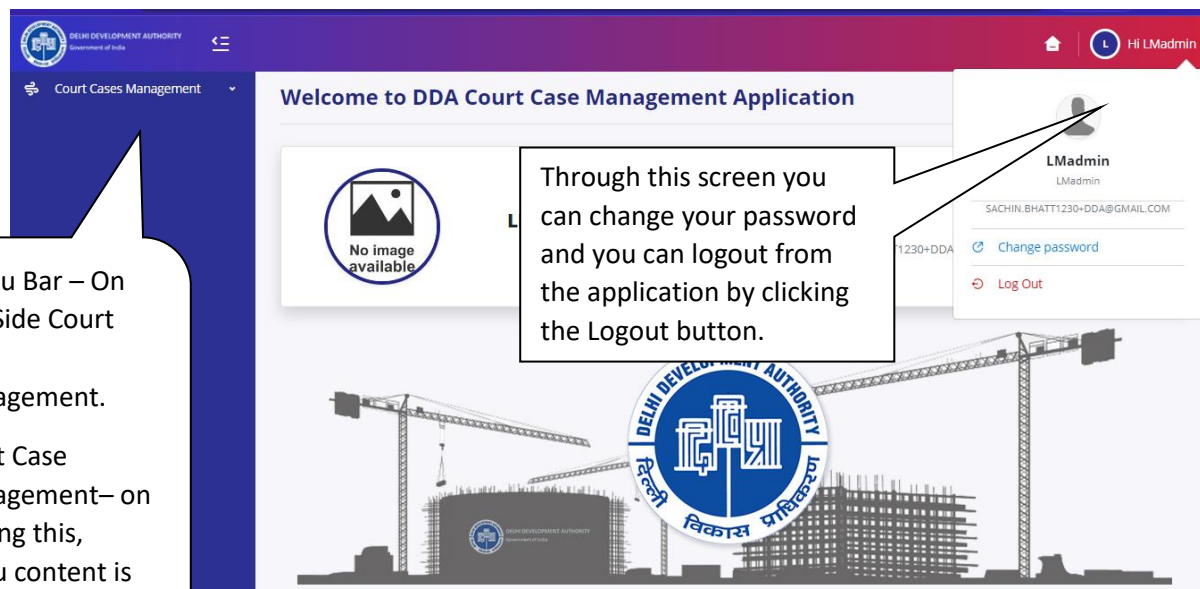 DELHI DEVELOPMENT AUTHORITY
Government of India
L
Hi LMadmin
Court Cases Management
Welcome to DDA Court Case Management Application
LMadmin
LMadmin
SACHIN.BHATT1230+DDA@GMAIL.COM
Change password
Log Out
No image
available
L
T1230+DDA
Through this screen you
can change your password
and you can logout from
the application by clicking
the Logout button.
u Bar – On
Side Court
agement.
t Case
agement– on
ing this,
u content is
DELHI DEVELOPMENT AUTHORITY
दिल्ली विकास प्राधिकरण
DELHI DEVELOPMENT AUTHORITY
Government of India